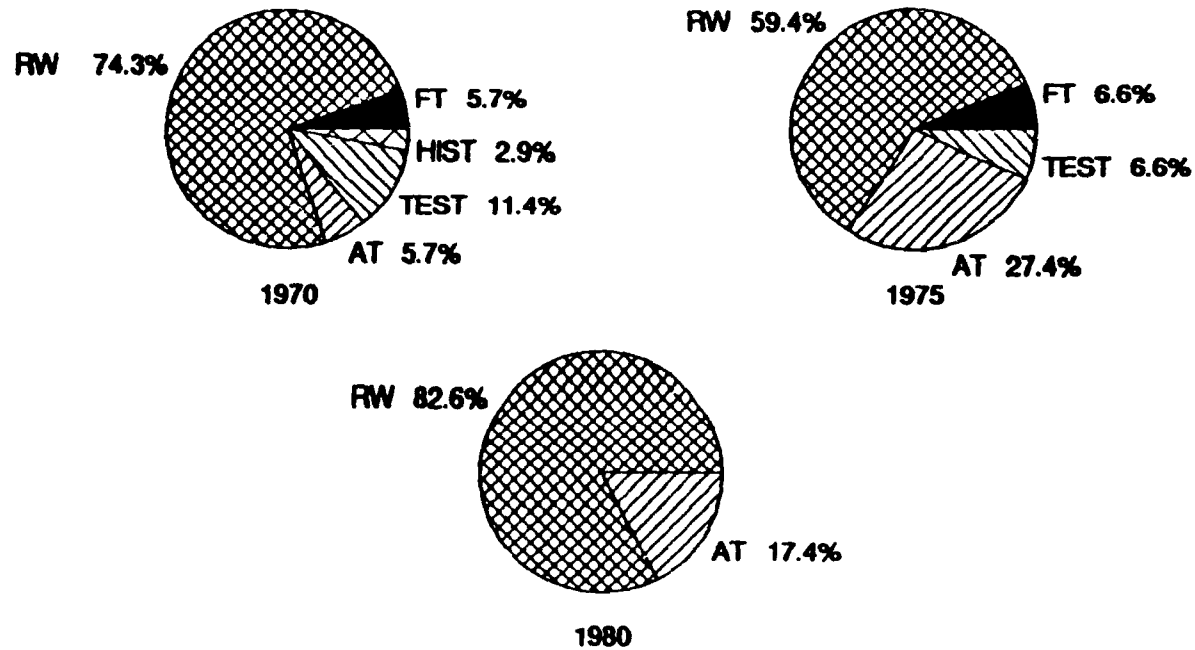 RW 74.3%
FT 5.7%
HIST 2.9%
TEST 11.4%
AT 5.7%
1970
RW 59.4%
FT 6.6%
TEST 6.6%
AT 27.4%
1975
RW 82.6%
AT 17.4%
1980